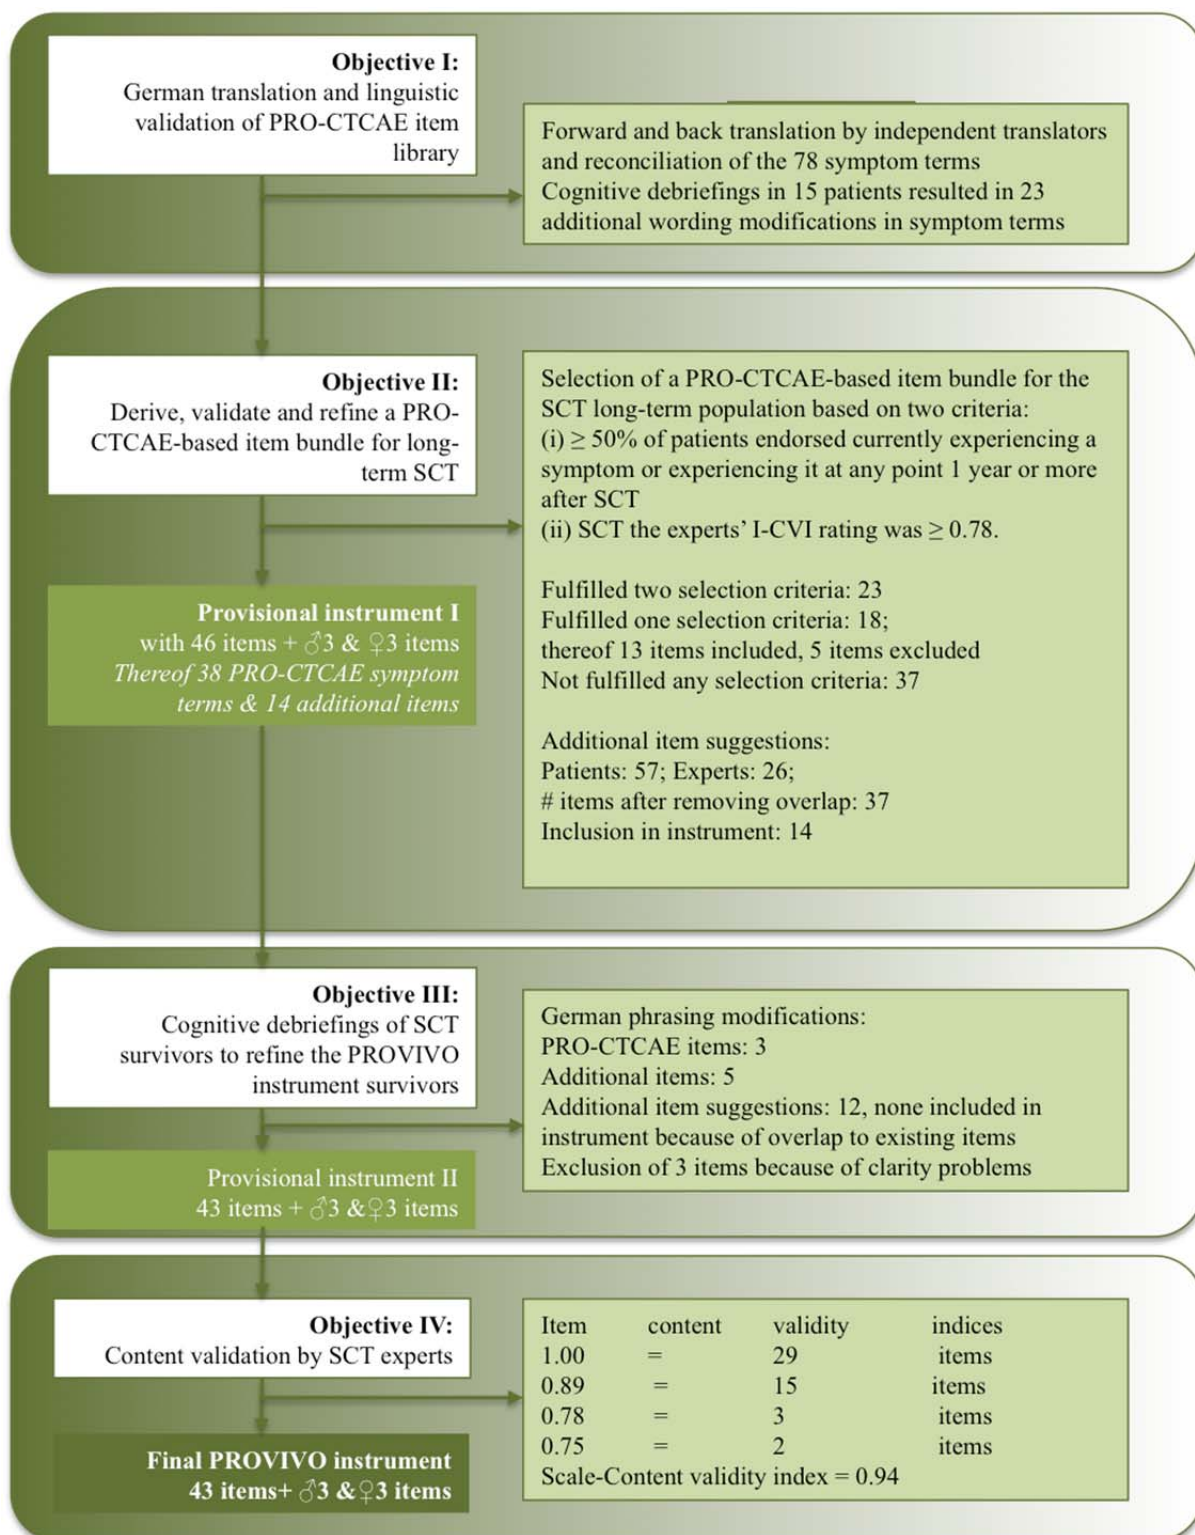 Objective I:
German translation and linguistic
validation of PRO-CTCAE item
library
Forward and back translation by independent translators
and reconciliation of the 78 symptom terms
Cognitive debriefings in 15 patients resulted in 23
additional wording modifications in symptom terms
Objective II:
Derive, validate and refine a PRO-
CTCAE-based item bundle for long-
term SCT
Selection of a PRO-CTCAE-based item bundle for the
SCT long-term population based on two criteria:
(i) ≥ 50% of patients endorsed currently experiencing a
symptom or experiencing it at any point 1 year or more
after SCT
(ii) SCT the experts’ I-CVI rating was ≥ 0.78.
Fulfilled two selection criteria: 23
Fulfilled one selection criteria: 18;
thereof 13 items included, 5 items excluded
Not fulfilled any selection criteria: 37
Additional item suggestions:
Patients: 57; Experts: 26;
# items after removing overlap: 37
Inclusion in instrument: 14
Provisional instrument I
with 46 items + ♂3 & ♀3 items
Thereof 38 PRO-CTCAE symptom
terms & 14 additional items
Objective III:
Cognitive debriefings of SCT
survivors to refine the PROVIVO
instrument survivors
German phrasing modifications:
PRO-CTCAE items: 3
Additional items: 5
Additional item suggestions: 12, none included in
instrument because of overlap to existing items
Exclusion of 3 items because of clarity problems
Provisional instrument II
43 items + ♂3 &♀3 items
Objective IV:
Content validation by SCT experts
Item content validity indices
1.00 = 29 items
0.89 = 15 items
0.78 = 3 items
0.75 = 2 items
Scale-Content validity index = 0.94
Final PROVIVO instrument
43 items+ ♂3 &♀3 items